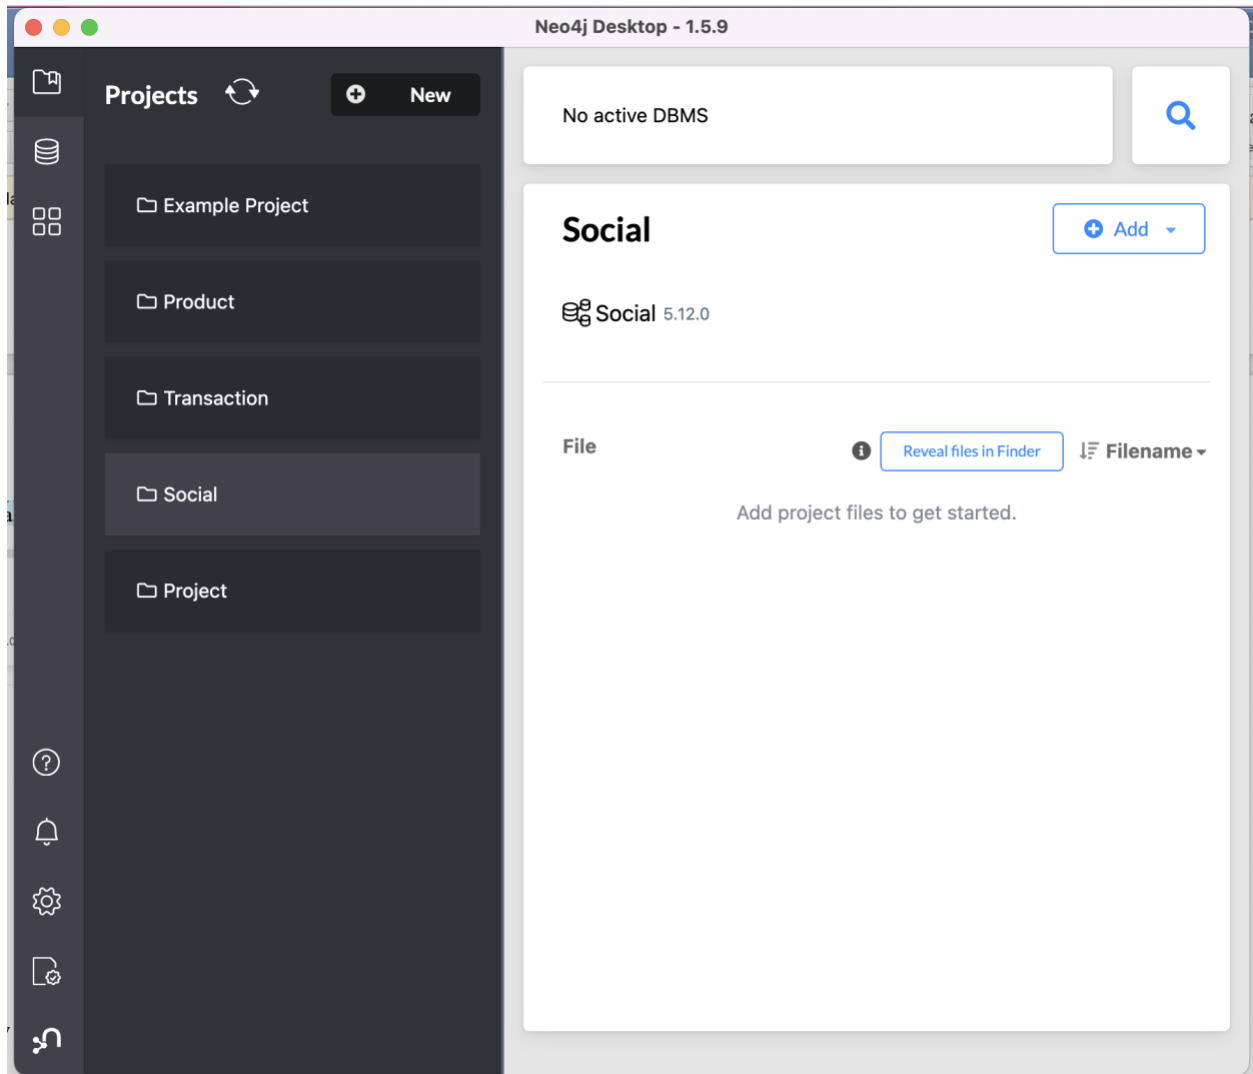 Neo4j Desktop - 1.5.9
Projects
New
Example Project
Product
Transaction
Social
Project
No active DBMS
Social
Add
Social 5.12.0
File
Reveal files in Finder
Filename
Add project files to get started.